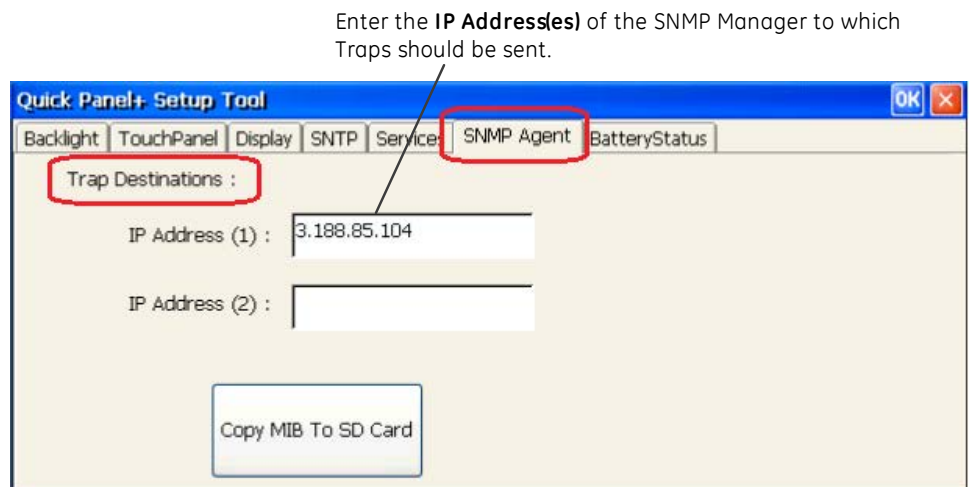 Enter the IP Address(es) of the SNMP Manager to which
Traps should be sent.
Quick Panel+ Setup Tool OK
Backlight TouchPanel Display SNTP Services SNMP Agent BatteryStatus
Trap Destinations :
IP Address (1) : 3.188.85.104
IP Address (2) :
Copy MIB To SD Card